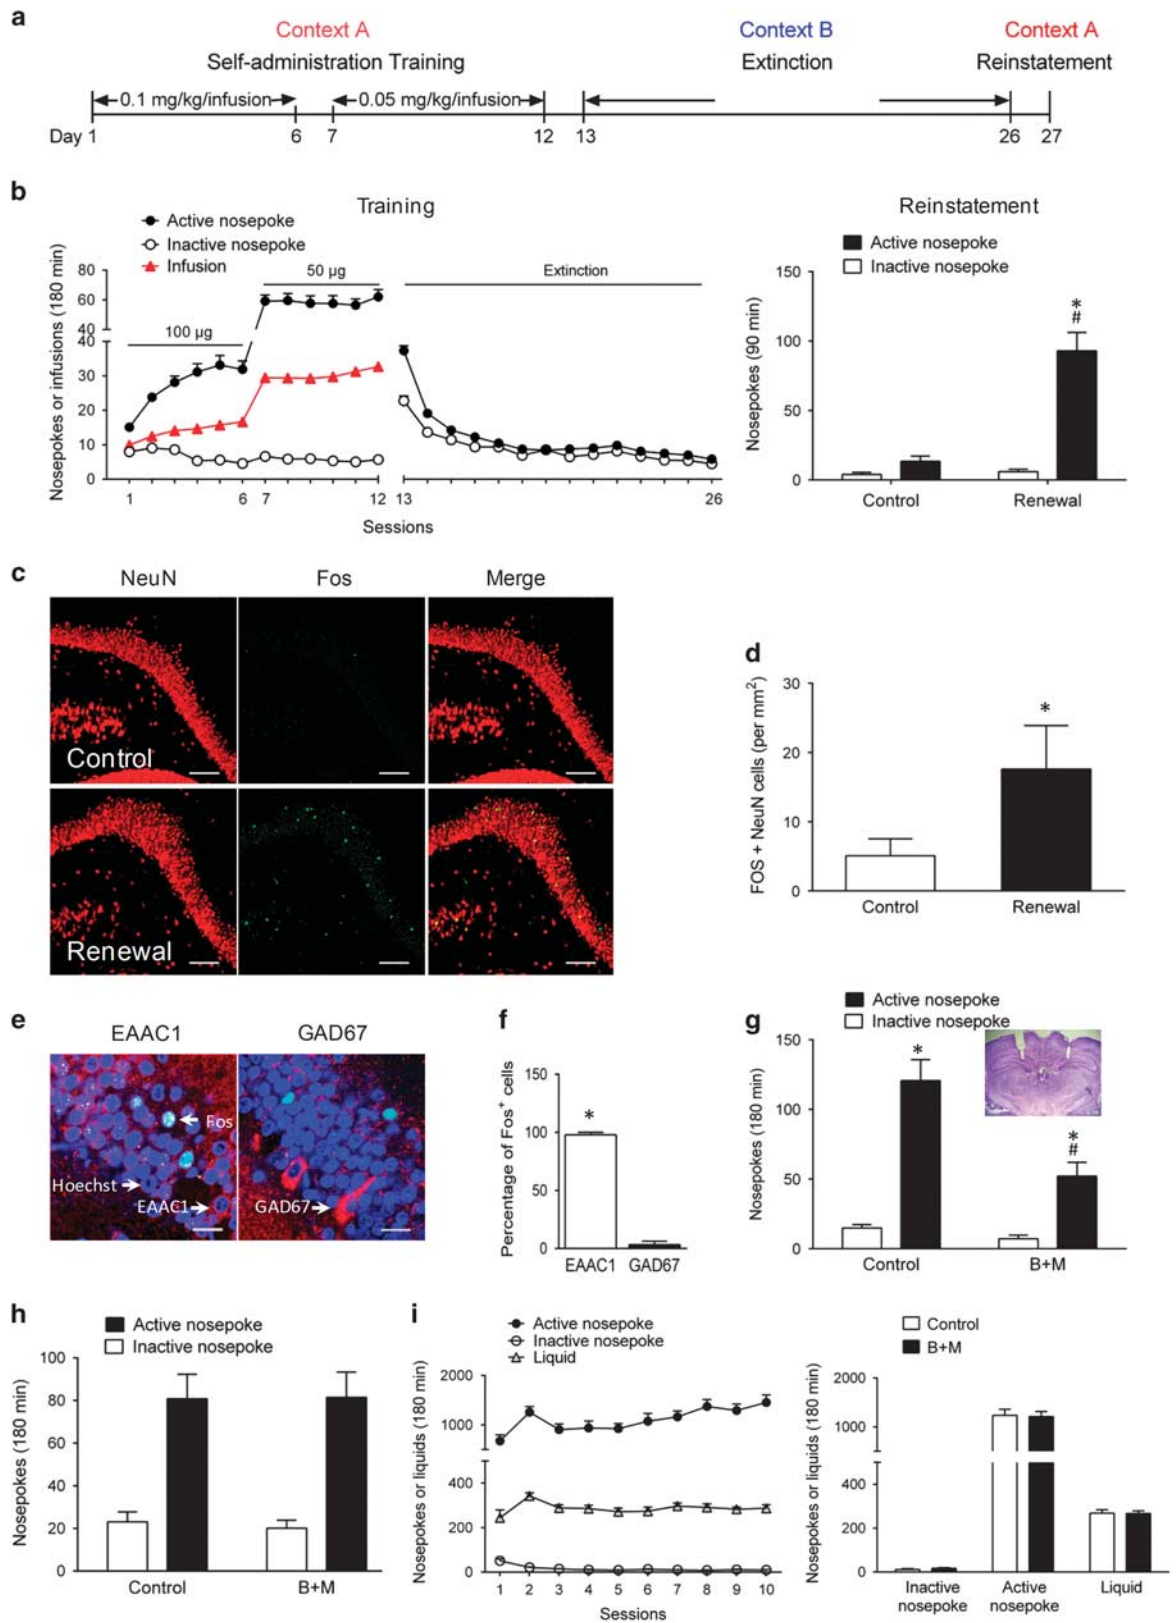 a
Context A
Context B
Context A
Self-administration Training
Extinction
Reinstatement
0.1 mg/kg/infusion
0.05 mg/kg/infusion
Day 1
6
7
12
13
26
27
b
Training
Active nosepoke
Inactive nosepoke
Infusion
Nosepokes or infusions (180 min)
80
60
40
40
30
20
10
0
100 µg
50 µg
Extinction
1
6
7
12
13
26
Sessions
Reinstatement
Active nosepoke
Inactive nosepoke
Nosepokes (90 min)
150
100
50
0
*
#
Control
Renewal
c
NeuN
Fos
Merge
Control
Renewal
d
FOS + NeuN cells (per mm²)
30
20
10
0
*
Control
Renewal
e
EAAC1
GAD67
Fos
Hoechst
EAAC1
GAD67
f
Percentage of Fos⁺ cells
150
100
50
0
*
EAAC1
GAD67
g
Active nosepoke
Inactive nosepoke
Nosepokes (180 min)
150
100
50
0
*
*
#
Control
B+M
h
Active nosepoke
Inactive nosepoke
Nosepokes (180 min)
100
80
60
40
20
0
Control
B+M
i
Active nosepoke
Inactive nosepoke
Liquid
Nosepokes or liquids (180 min)
2000
1000
400
200
0
1 2 3 4 5 6 7 8 9 10
Sessions
Control
B+M
Nosepokes or liquids (180 min)
2000
1000
400
200
0
Inactive nosepoke
Active nosepoke
Liquid